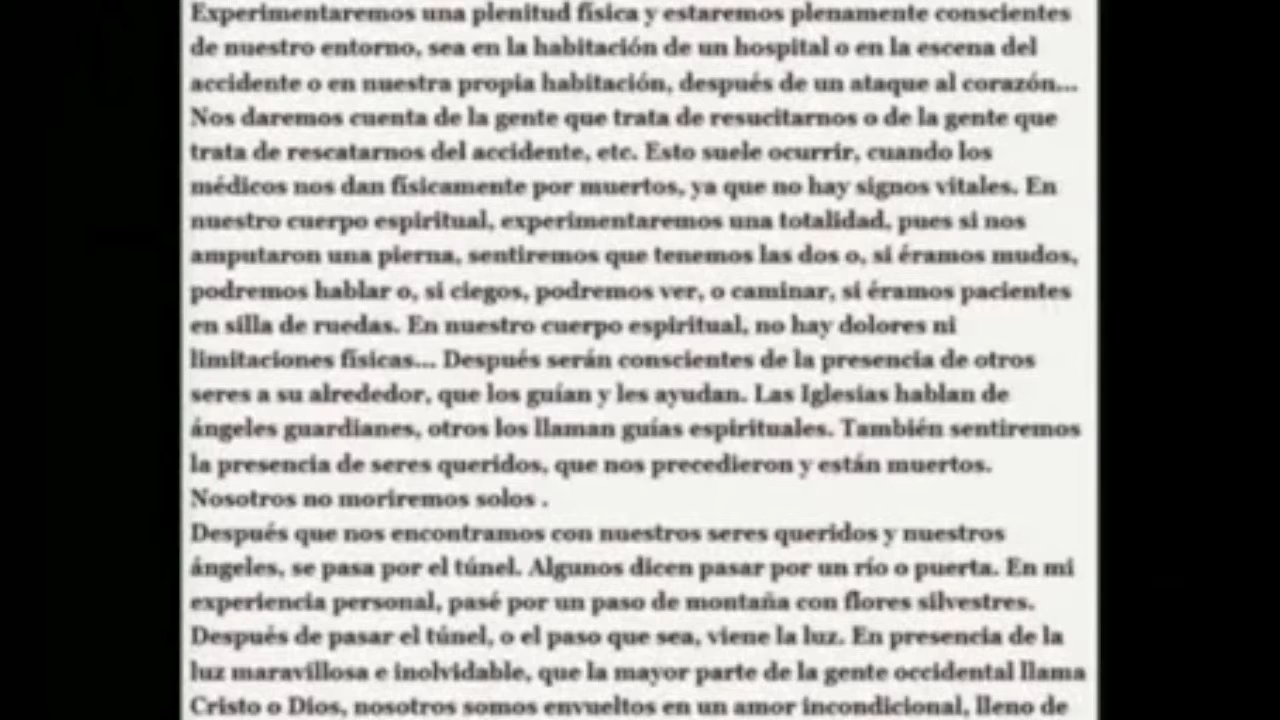 Experimentaremos una plenitud física y estaremos plenamente conscientes
de nuestro entorno, sea en la habitación de un hospital o en la escena del
accidente o en nuestra propia habitación, después de un ataque al corazón...
Nos daremos cuenta de la gente que trata de resucitarnos o de la gente que
trata de rescatarnos del accidente, etc. Esto suele ocurrir, cuando los
médicos nos dan físicamente por muertos, ya que no hay signos vitales. En
nuestro cuerpo espiritual, experimentaremos una totalidad, pues si nos
amputaron una pierna, sentiremos que tenemos las dos o, si éramos mudos,
podremos hablar o, si ciegos, podremos ver, o caminar, si éramos pacientes
en silla de ruedas. En nuestro cuerpo espiritual, no hay dolores ni
limitaciones físicas... Después serán conscientes de la presencia de otros
seres a su alrededor, que los guían y les ayudan. Las Iglesias hablan de
ángeles guardianes, otros los llaman guías espirituales. También sentiremos
la presencia de seres queridos, que nos precedieron y están muertos.
Nosotros no moriremos solos .
Después que nos encontramos con nuestros seres queridos y nuestros
ángeles, se pasa por el túnel. Algunos dicen pasar por un río o puerta. En mi
experiencia personal, pasé por un paso de montaña con flores silvestres.
Después de pasar el túnel, o el paso que sea, viene la luz. En presencia de la
luz maravillosa e inolvidable, que la mayor parte de la gente occidental llama
Cristo o Dios, nosotros somos envueltos en un amor incondicional, lleno de